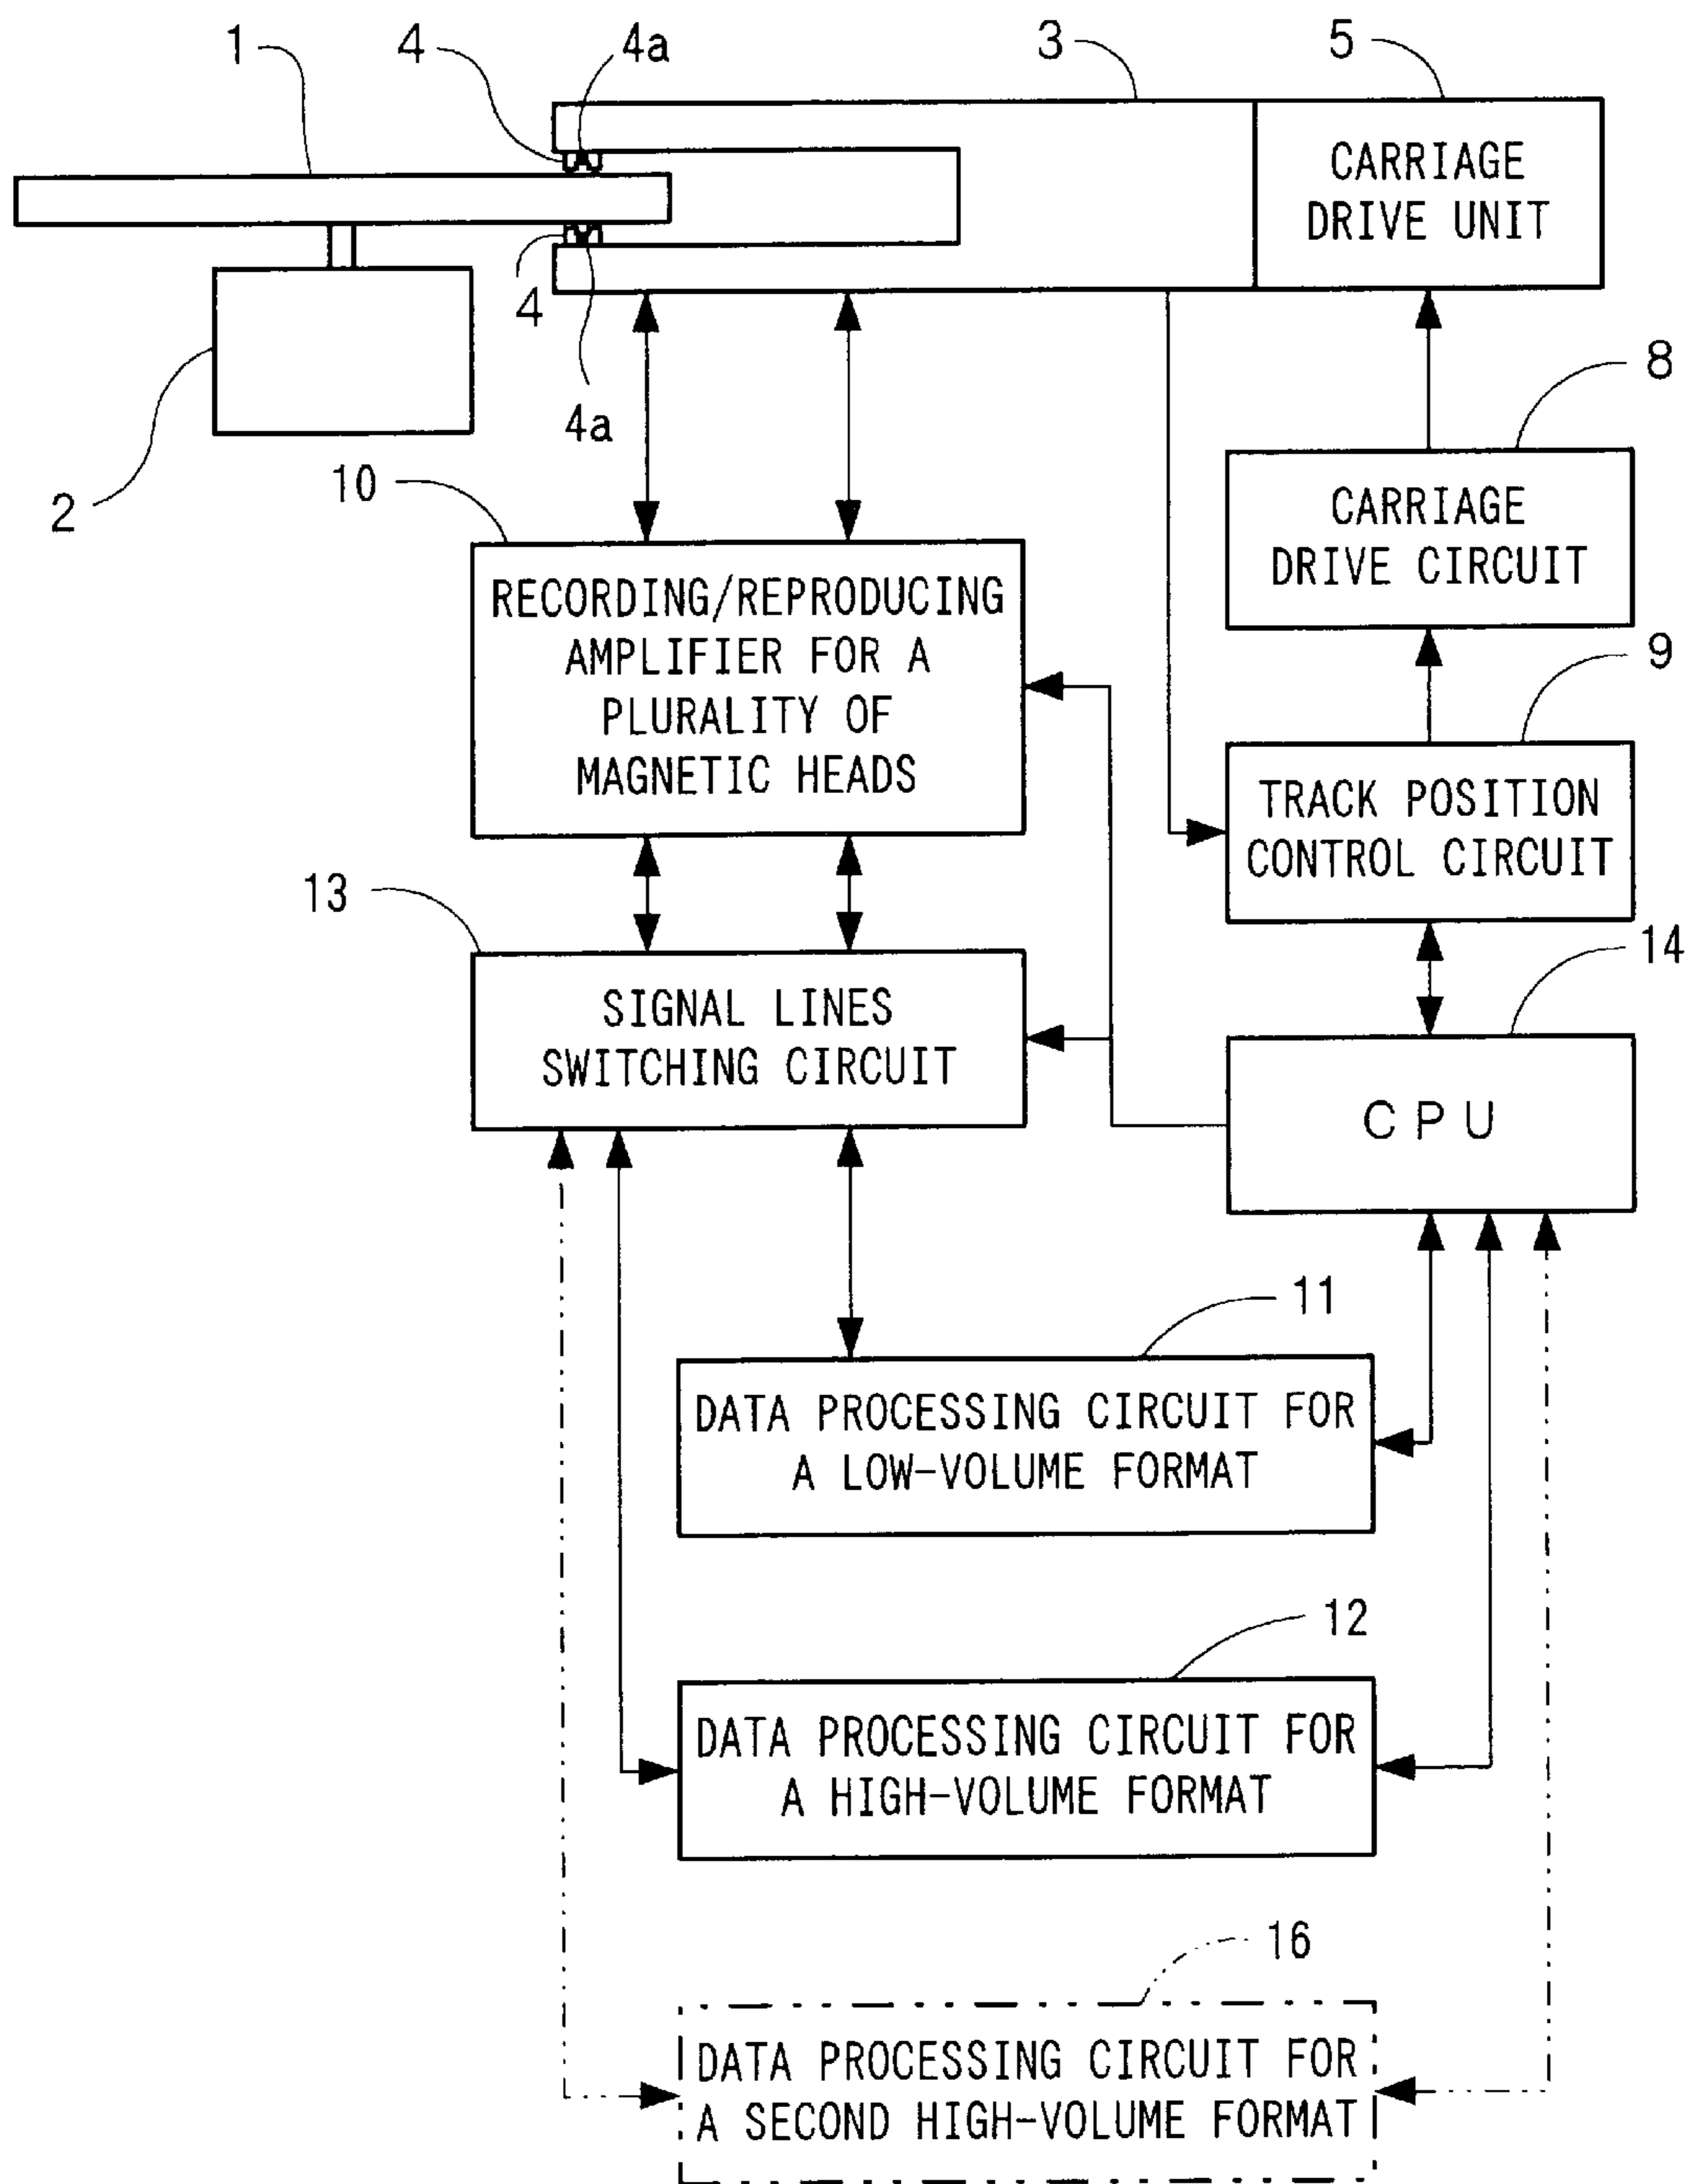 1
4
4a
3
5
CARRIAGE
DRIVE UNIT
4
4a
2
8
CARRIAGE
DRIVE CIRCUIT
10
RECORDING/REPRODUCING
AMPLIFIER FOR A
PLURALITY OF
MAGNETIC HEADS
9
TRACK POSITION
CONTROL CIRCUIT
13
SIGNAL LINES
SWITCHING CIRCUIT
14
CPU
11
DATA PROCESSING CIRCUIT FOR
A LOW-VOLUME FORMAT
12
DATA PROCESSING CIRCUIT FOR
A HIGH-VOLUME FORMAT
16
DATA PROCESSING CIRCUIT FOR
A SECOND HIGH-VOLUME FORMAT